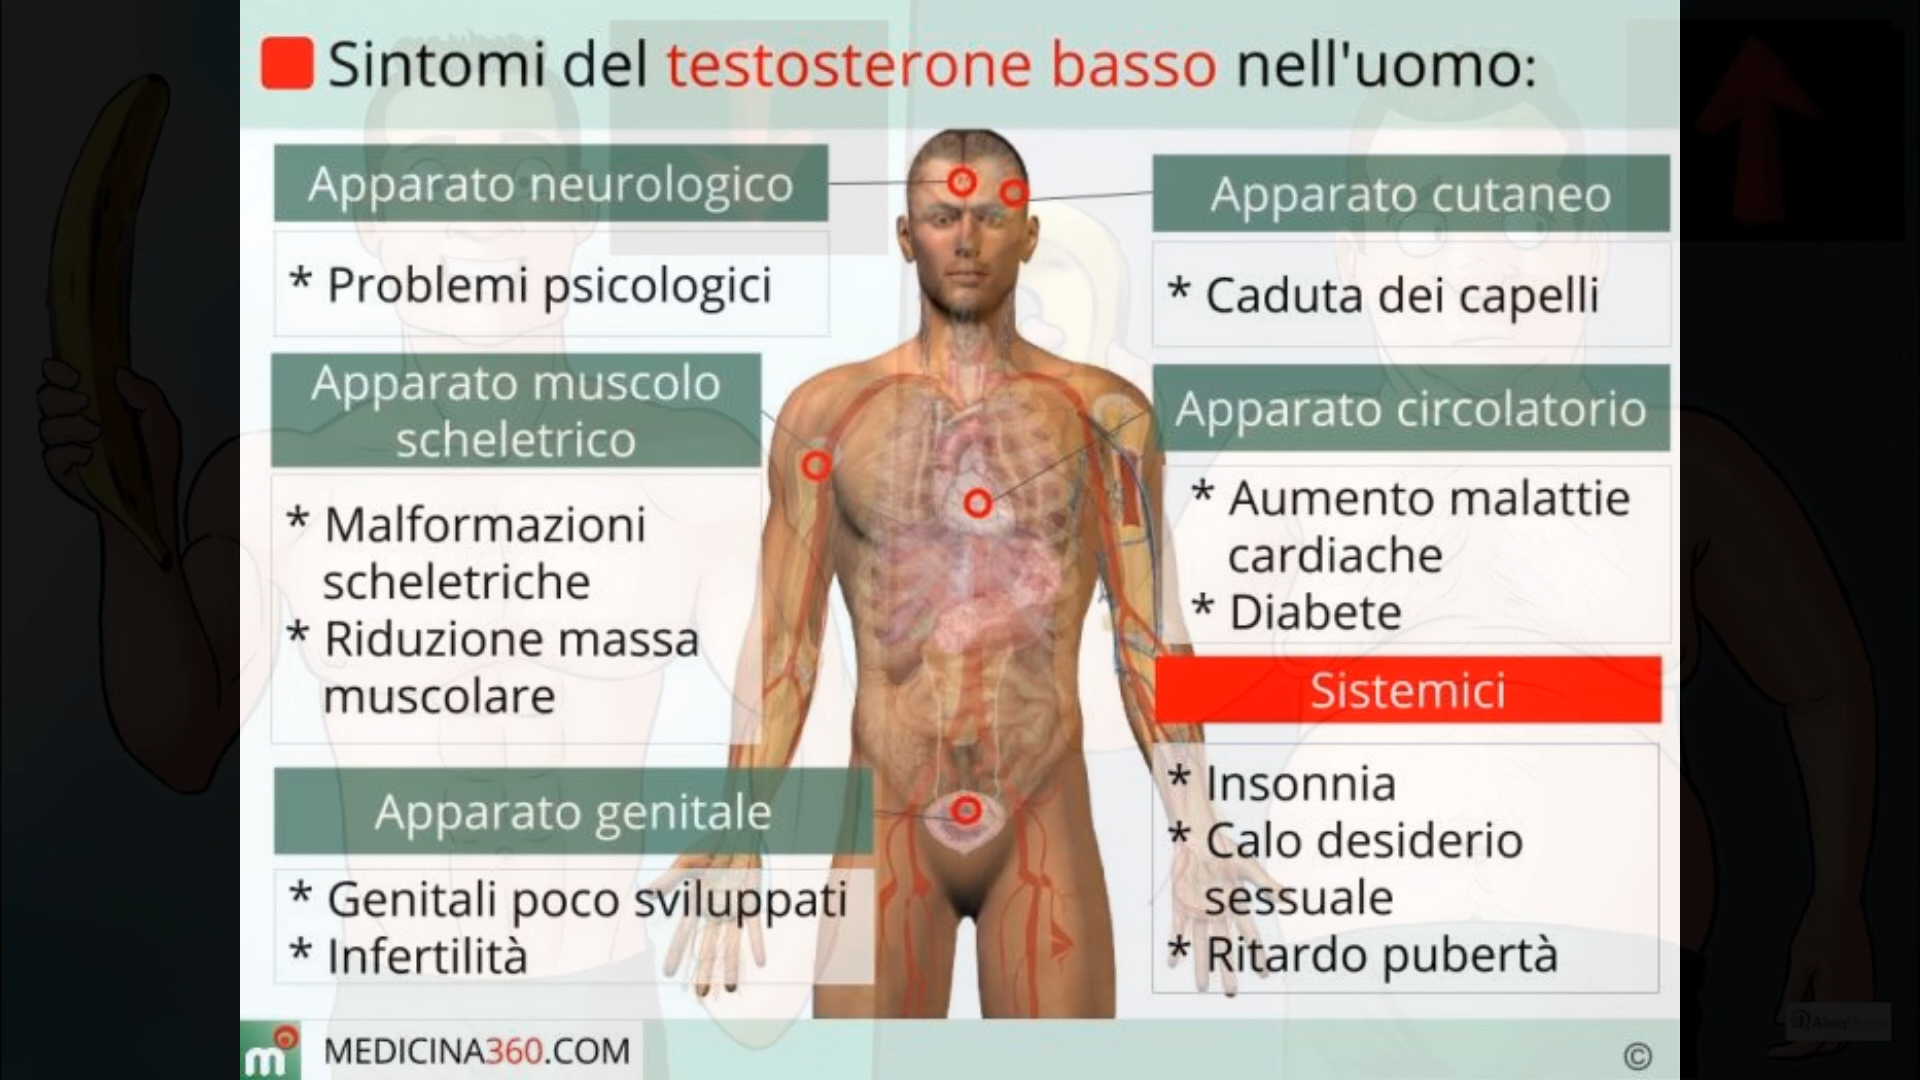 Sintomi del testosterone basso nell'uomo:
Apparato neurologico
* Problemi psicologici
Apparato muscolo
scheletrico
* Malformazioni
scheletriche
* Riduzione massa
muscolare
Apparato genitale
* Genitali poco sviluppati
* Infertilità
Apparato cutaneo
* Caduta dei capelli
Apparato circolatorio
* Aumento malattie
cardiache
* Diabete
Sistemici
* Insonnia
* Calo desiderio
sessuale
* Ritardo pubertà
m
MEDICINA360.COM
©